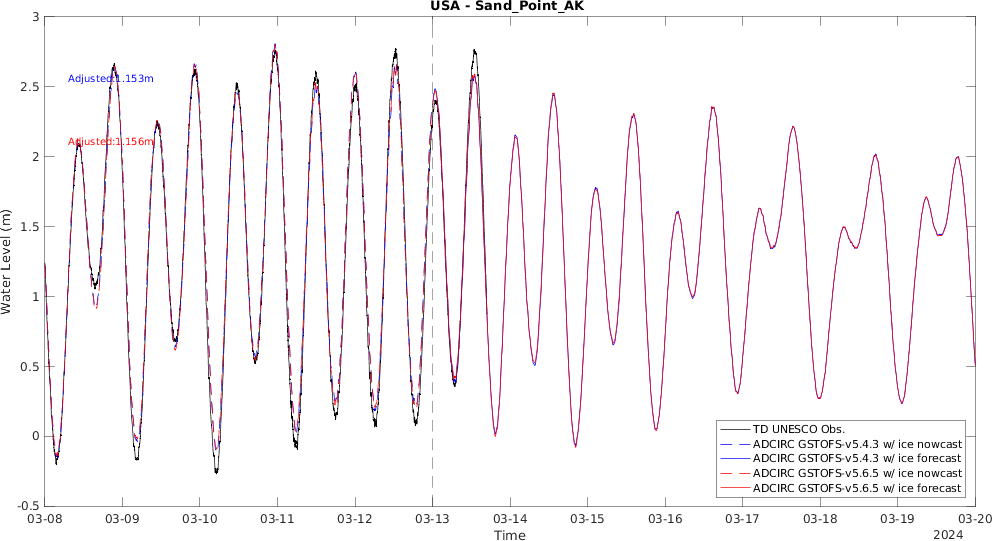 USA - Sand_Point_AK
Water Level (m)
3
2.5
2
1.5
1
0.5
0
-0.5
Adjusted:1.153m
Adjusted:1.156m
TD UNESCO Obs.
ADCIRC GSTOFS-v5.4.3 w/ ice nowcast
ADCIRC GSTOFS-v5.4.3 w/ ice forecast
ADCIRC GSTOFS-v5.6.5 w/ ice nowcast
ADCIRC GSTOFS-v5.6.5 w/ ice forecast
03-08 03-09 03-10 03-11 03-12 03-13 03-14 03-15 03-16 03-17 03-18 03-19 03-20
Time
2024